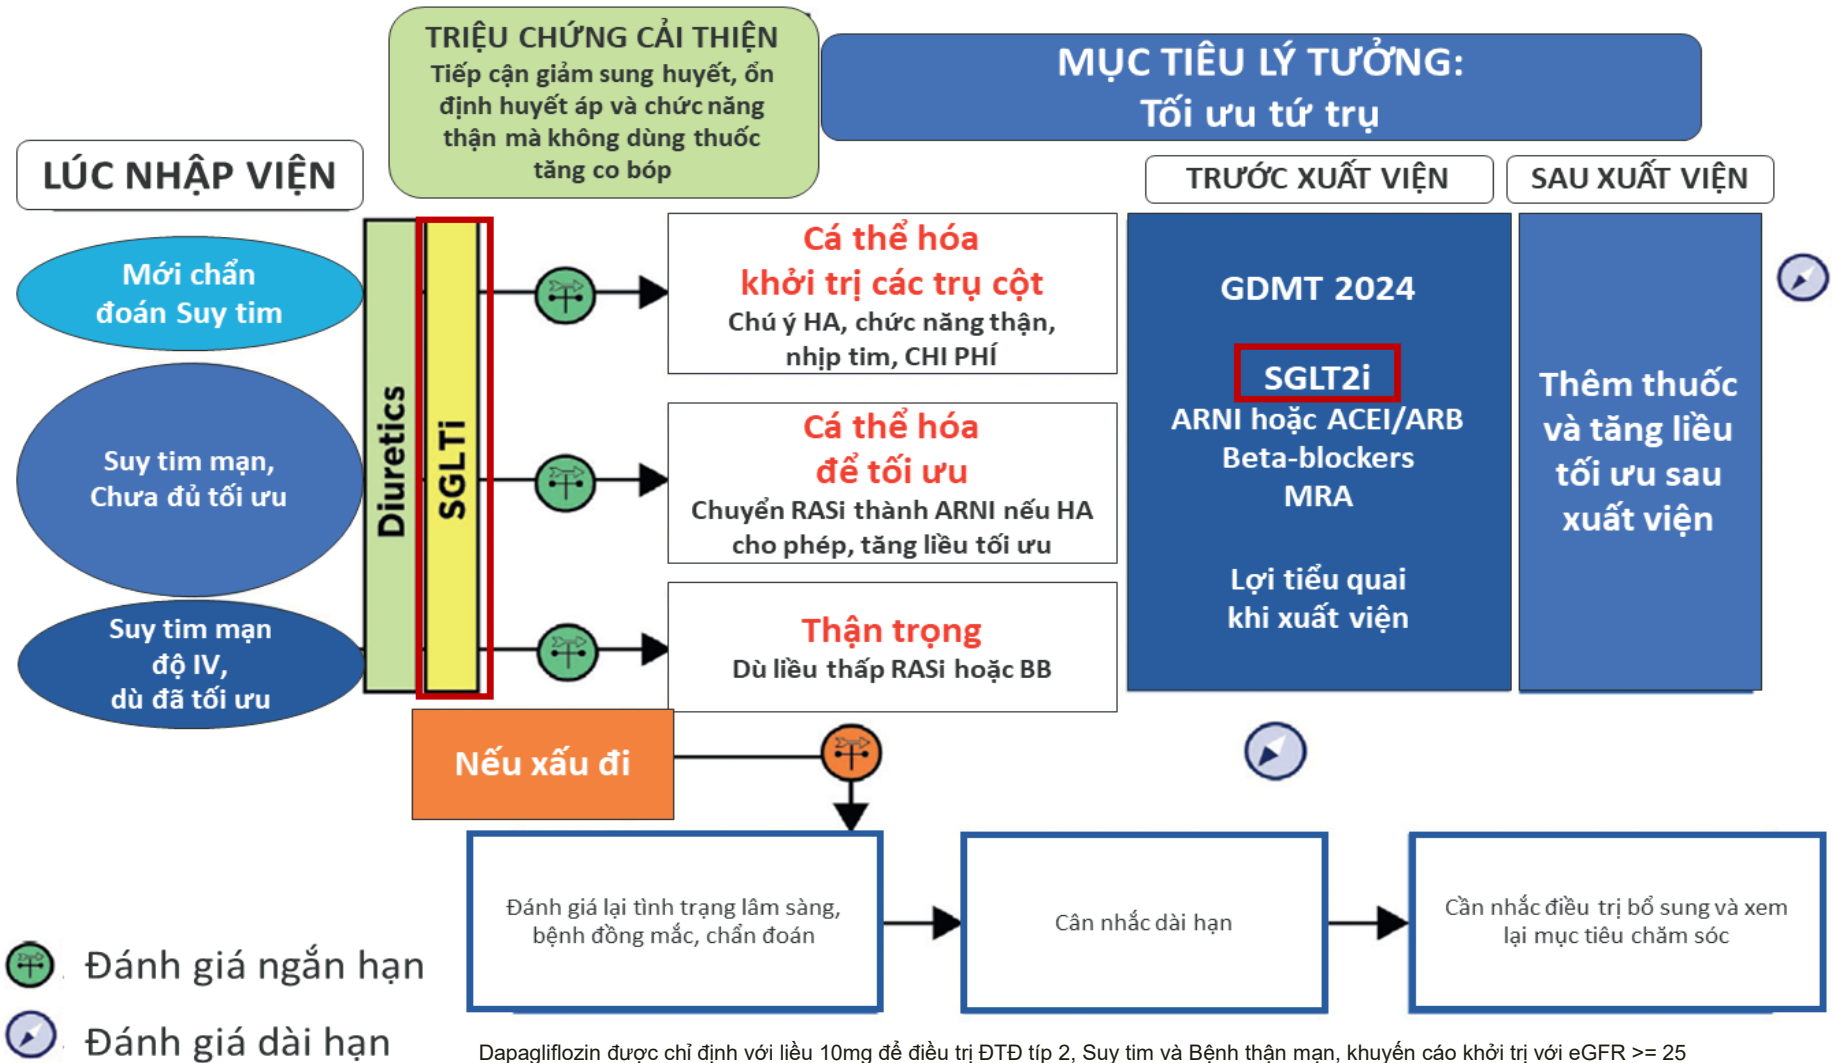 TRIỆU CHỨNG CẢI THIỆN
Tiếp cận giảm sung huyết, ổn
định huyết áp và chức năng
thận mà không dùng thuốc
tăng co bóp
MỤC TIÊU LÝ TƯỞNG:
Tối ưu tứ trụ
LÚC NHẬP VIỆN
TRƯỚC XUẤT VIỆN
SAU XUẤT VIỆN
Mới chẩn
đoán Suy tim
Suy tim mạn,
Chưa đủ tối ưu
Suy tim mạn
độ IV,
dù đã tối ưu
Diuretics
SGLTi
Cá thể hóa
khởi trị các trụ cột
Chú ý HA, chức năng thận,
nhịp tim, CHI PHÍ
Cá thể hóa
để tối ưu
Chuyển RASi thành ARNI nếu HA
cho phép, tăng liều tối ưu
Thận trọng
Dù liều thấp RASi hoặc BB
GDMT 2024
SGLT2i
ARNI hoặc ACEI/ARB
Beta-blockers
MRA
Lợi tiểu quai
khi xuất viện
Thêm thuốc
và tăng liều
tối ưu sau
xuất viện
Nếu xấu đi
Đánh giá lại tình trạng lâm sàng,
bệnh đồng mắc, chẩn đoán
Cân nhắc dài hạn
Cần nhắc điều trị bổ sung và xem
lại mục tiêu chăm sóc
Đánh giá ngắn hạn
Đánh giá dài hạn
Dapagliflozin được chỉ định với liều 10mg để điều trị ĐTĐ típ 2, Suy tim và Bệnh thận mạn, khuyến cáo khởi trị với eGFR >= 25